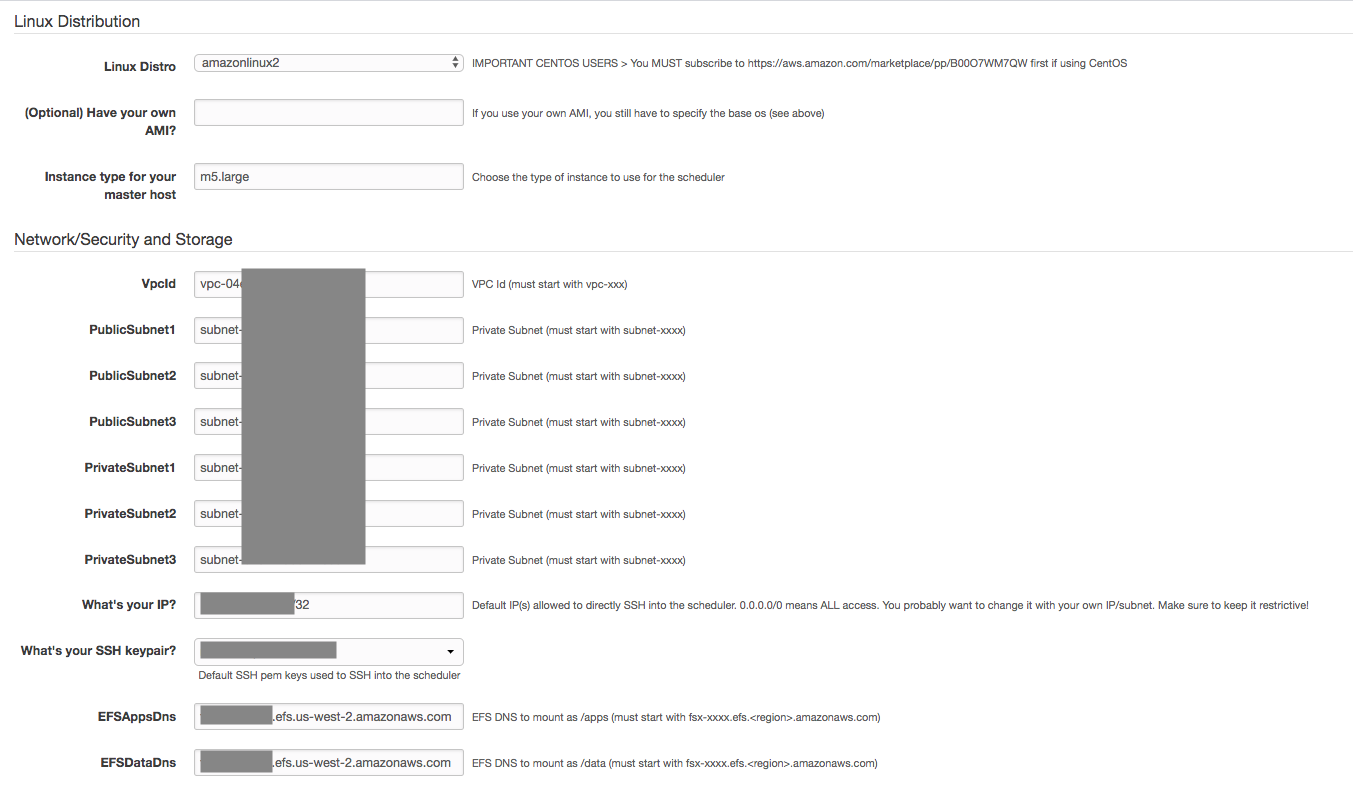 Linux Distribution
Linux Distro amazonlinux2 IMPORTANT CENTOS USERS > You MUST subscribe to https://aws.amazon.com/marketplace/pp/B00O7WM7QW first if using CentOS
(Optional) Have your own AMI? If you use your own AMI, you still have to specify the base os (see above)
Instance type for your master host m5.large Choose the type of instance to use for the scheduler
Network/Security and Storage
VpcId vpc-04 VPC Id (must start with vpc-xxx)
PublicSubnet1 subnet- Private Subnet (must start with subnet-xxxx)
PublicSubnet2 subnet- Private Subnet (must start with subnet-xxxx)
PublicSubnet3 subnet- Private Subnet (must start with subnet-xxxx)
PrivateSubnet1 subnet- Private Subnet (must start with subnet-xxxx)
PrivateSubnet2 subnet- Private Subnet (must start with subnet-xxxx)
PrivateSubnet3 subnet- Private Subnet (must start with subnet-xxxx)
What's your IP? /32 Default IP(s) allowed to directly SSH into the scheduler. 0.0.0.0/0 means ALL access. You probably want to change it with your own IP/subnet. Make sure to keep it restrictive!
What's your SSH keypair?
Default SSH pem keys used to SSH into the scheduler
EFSAppsDns .efs.us-west-2.amazonaws.com EFS DNS to mount as /apps (must start with fsx-xxxx.efs.<region>.amazonaws.com)
EFSDataDns .efs.us-west-2.amazonaws.com EFS DNS to mount as /data (must start with fsx-xxxx.efs.<region>.amazonaws.com)